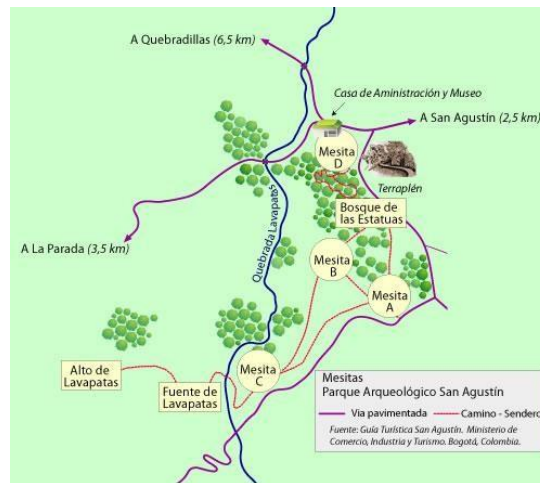 A Quebradillas (6,5 km)
Casa de Aministración y Museo
A San Agustín (2,5 km)
Mesita
D
Terraplén
Bosque de
las Estatuas
A La Parada (3,5 km)
Quebrada Lavapatas
Mesita
B
Mesita
A
Mesita
C
Alto de
Lavapatas
Fuente de
Lavapatas
Mesitas
Parque Arqueológico San Agustín
Via pavimentada
Camino - Sendero
Fuente: Guía Turística San Agustín. Ministerio de
Comercio, Industria y Turismo. Bogotá, Colombia.